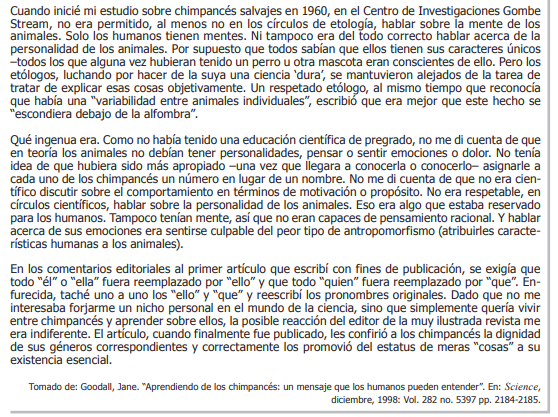 Cuando inicié mi estudio sobre chimpancés salvajes en 1960, en el Centro de Investigaciones Gombe
Stream, no era permitido, al menos no en los círculos de etología, hablar sobre la mente de los
animales. Solo los humanos tienen mentes. Ni tampoco era del todo correcto hablar acerca de la
personalidad de los animales. Por supuesto que todos sabían que ellos tienen sus caracteres únicos
–todos los que alguna vez hubieran tenido un perro u otra mascota eran conscientes de ello. Pero los
etólogos, luchando por hacer de la suya una ciencia ‘dura’, se mantuvieron alejados de la tarea de
tratar de explicar esas cosas objetivamente. Un respetado etólogo, al mismo tiempo que reconocía
que había una “variabilidad entre animales individuales”, escribió que era mejor que este hecho se
“escondiera debajo de la alfombra”.
Qué ingenua era. Como no había tenido una educación científica de pregrado, no me di cuenta de que
en teoría los animales no debían tener personalidades, pensar o sentir emociones o dolor. No tenía
idea de que hubiera sido más apropiado –una vez que llegara a conocerla o conocerlo– asignarle a
cada uno de los chimpancés un número en lugar de un nombre. No me di cuenta de que no era cien-
tífico discutir sobre el comportamiento en términos de motivación o propósito. No era respetable, en
círculos científicos, hablar sobre la personalidad de los animales. Eso era algo que estaba reservado
para los humanos. Tampoco tenían mente, así que no eran capaces de pensamiento racional. Y hablar
acerca de sus emociones era sentirse culpable del peor tipo de antropomorfismo (atribuirles caracte-
rísticas humanas a los animales).
En los comentarios editoriales al primer artículo que escribí con fines de publicación, se exigía que
todo “él” o “ella” fuera reemplazado por “ello” y que todo “quien” fuera reemplazado por “que”. En-
furecida, taché uno a uno los “ello” y “que” y reescribí los pronombres originales. Dado que no me
interesaba forjarme un nicho personal en el mundo de la ciencia, sino que simplemente quería vivir
entre chimpancés y aprender sobre ellos, la posible reacción del editor de la muy ilustrada revista me
era indiferente. El artículo, cuando finalmente fue publicado, les confirió a los chimpancés la dignidad
de sus géneros correspondientes y correctamente los promovió del estatus de meras “cosas” a su
existencia esencial.
Tomado de: Goodall, Jane. “Aprendiendo de los chimpancés: un mensaje que los humanos pueden entender”. En: Science,
diciembre, 1998: Vol. 282 no. 5397 pp. 2184-2185.